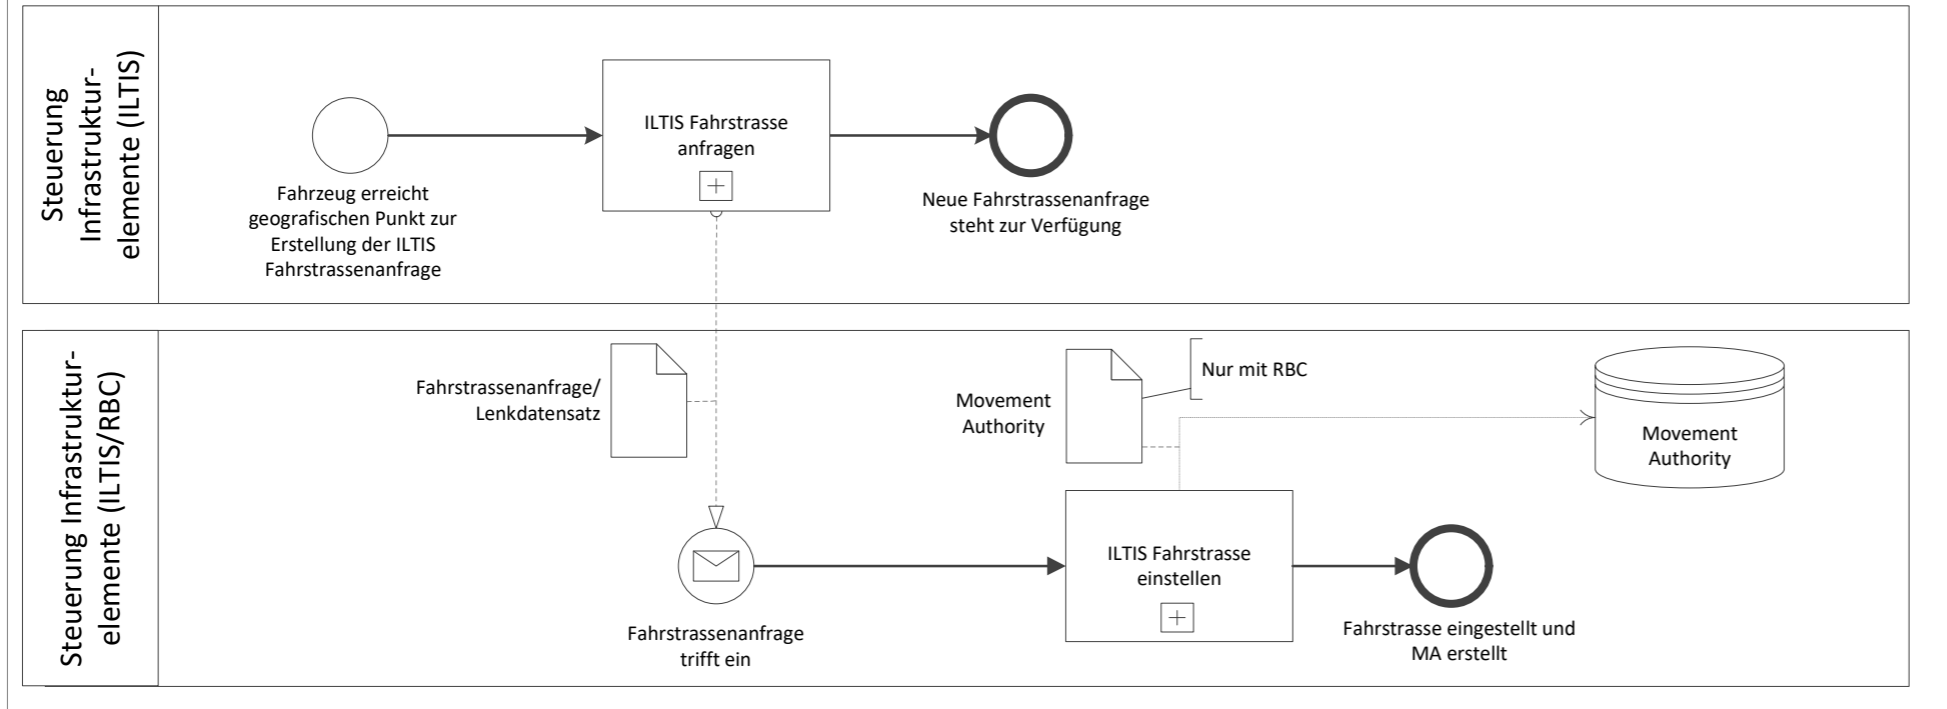 Steuerung
Infrastruktur-
elemente (ILTIS)
Fahrzeug erreicht
geografischen Punkt zur
Erstellung der ILTIS
Fahrstrassenanfrage
ILTIS Fahrstrasse
anfragen
Neue Fahrstrassenanfrage
steht zur Verfügung
Steuerung Infrastruktur-
elemente (ILTIS/RBC)
Fahrstrassenanfrage/
Lenkdatensatz
Fahrstrassenanfrage
trifft ein
Movement
Authority
Nur mit RBC
ILTIS Fahrstrasse
einstellen
Movement
Authority
Fahrstrasse eingestellt und
MA erstellt